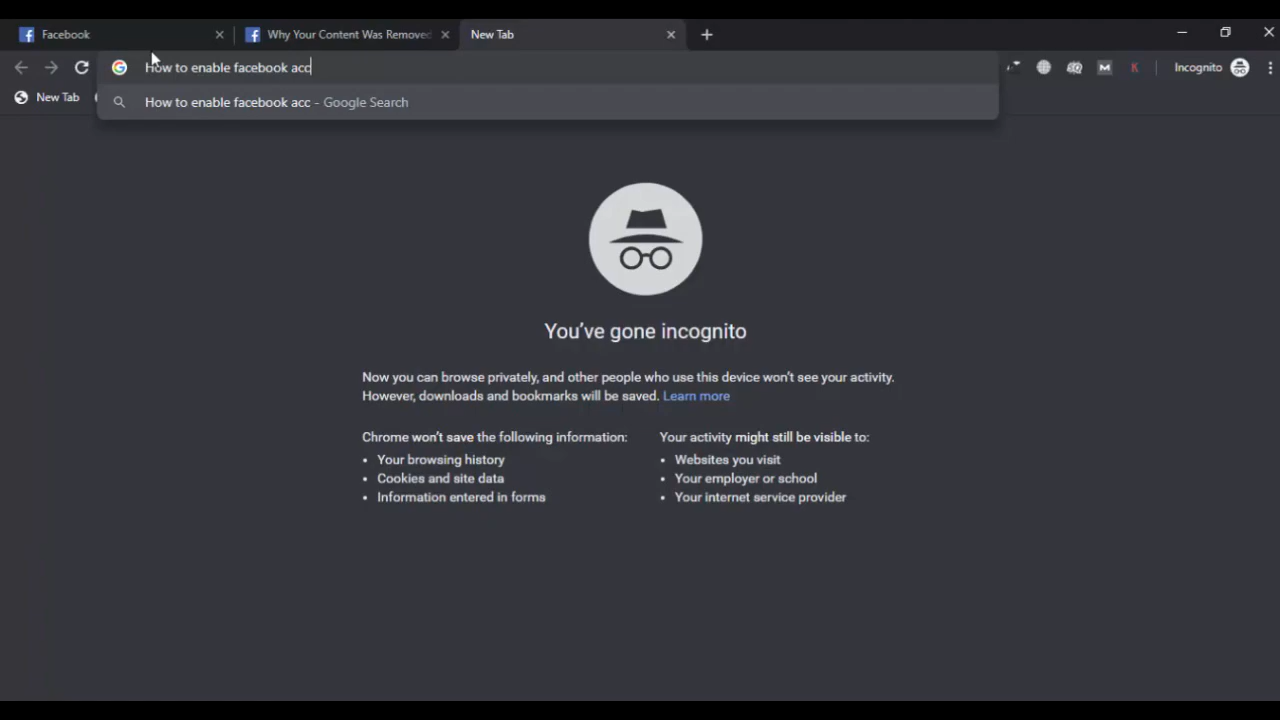 Facebook
Why Your Content Was Removed
New Tab
How to enable facebook acc
M
K
Incognito
New Tab
How to enable facebook acc - Google Search
You've gone incognito
Now you can browse privately, and other people who use this device won't see your activity.
However, downloads and bookmarks will be saved. Learn more
Chrome won't save the following information:
• Your browsing history
• Cookies and site data
• Information entered in forms
Your activity might still be visible to:
• Websites you visit
• Your employer or school
• Your internet service provider